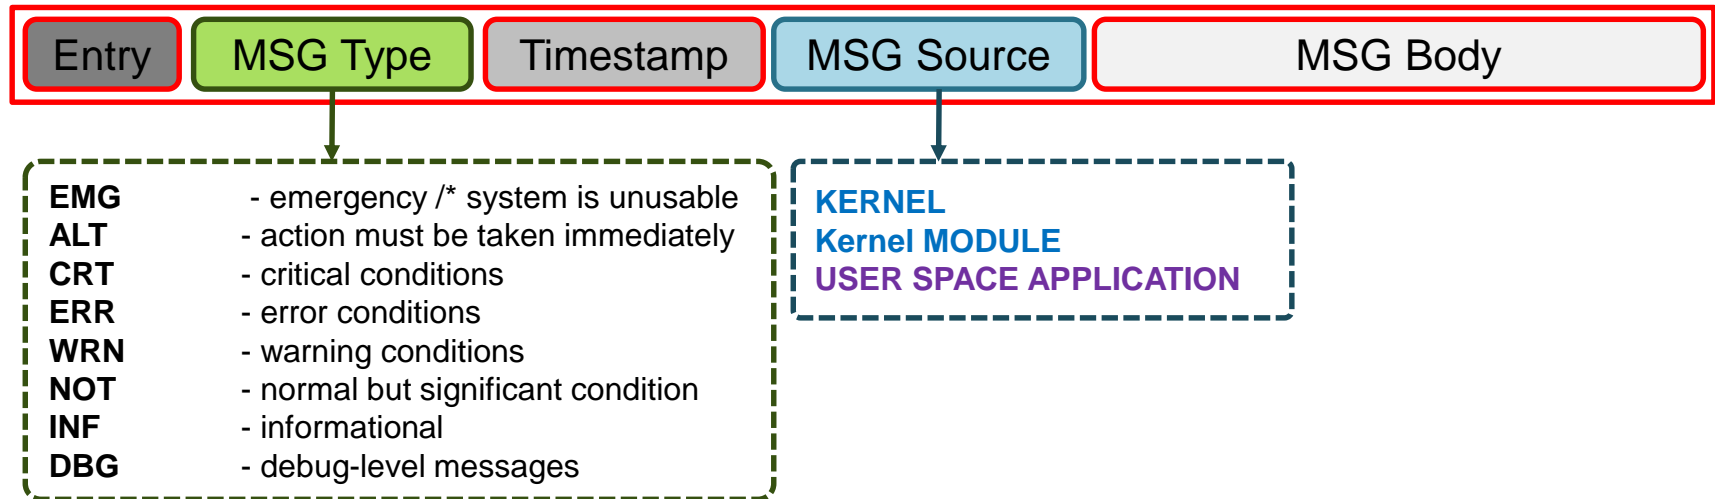 Entry MSG Type Timestamp MSG Source MSG Body
EMG - emergency /* system is unusable
ALT - action must be taken immediately
CRT - critical conditions
ERR - error conditions
WRN - warning conditions
NOT - normal but significant condition
INF - informational
DBG - debug-level messages
KERNEL
Kernel MODULE
USER SPACE APPLICATION